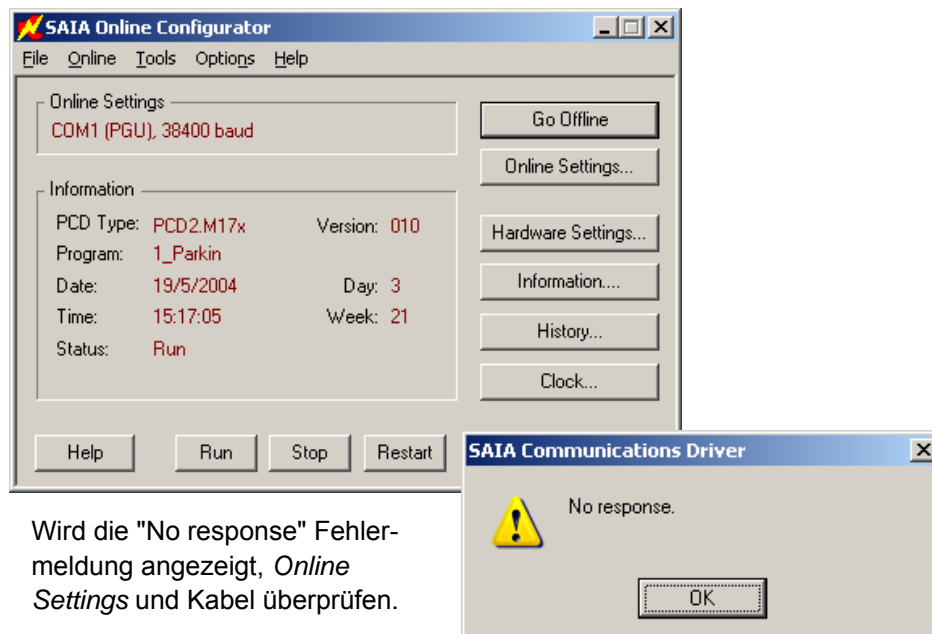 SAIA Online Configurator
File Online Tools Options Help
Online Settings
COM1 (PGU), 38400 baud
Go Offline
Online Settings...
Information
PCD Type: PCD2.M17x Version: 010
Hardware Settings...
Program: 1_Parkin
Date: 19/5/2004 Day: 3
Information....
Time: 15:17:05 Week: 21
History...
Status: Run
Clock...
Help Run Stop Restart
SAIA Communications Driver
No response.
OK
Wird die "No response" Fehler-
meldung angezeigt, Online
Settings und Kabel überprüfen.